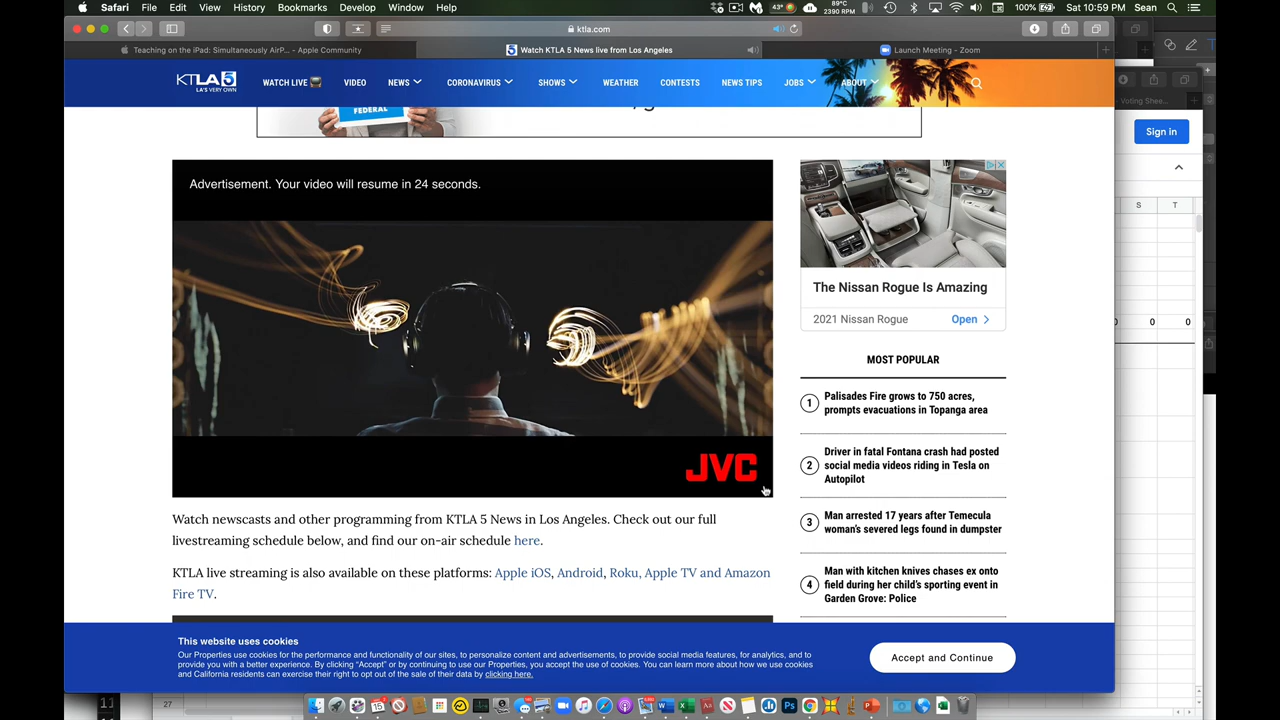 Safari File Edit View History Bookmarks Develop Window Help
43° 89°C 2390 RPM 100% Sat 10:59 PM Sean
ktla.com
Teaching on the iPad: Simultaneously AirP... - Apple Community
5 Watch KTLA 5 News live from Los Angeles
Launch Meeting - Zoom
KTLA 5
LA'S VERY OWN
WATCH LIVE VIDEO NEWS CORONAVIRUS SHOWS WEATHER CONTESTS NEWS TIPS JOBS ABOUT
Voting Shee...
FEDERAL
Sign in
Advertisement. Your video will resume in 24 seconds.
S T
0 0
JVC
The Nissan Rogue Is Amazing
2021 Nissan Rogue Open
MOST POPULAR
1 Palisades Fire grows to 750 acres,
prompts evacuations in Topanga area
2 Driver in fatal Fontana crash had posted
social media videos riding in Tesla on
Autopilot
3 Man arrested 17 years after Temecula
woman's severed legs found in dumpster
4 Man with kitchen knives chases ex onto
field during her child's sporting event in
Garden Grove: Police
Watch newscasts and other programming from KTLA 5 News in Los Angeles. Check out our full
livestreaming schedule below, and find our on-air schedule here.
KTLA live streaming is also available on these platforms: Apple iOS, Android, Roku, Apple TV and Amazon
Fire TV.
This website uses cookies
Our Properties use cookies for the performance and functionality of our sites, to personalize content and advertisements, to provide social media features, for analytics, and to
provide you with a better experience. By clicking "Accept" or by continuing to use our Properties, you accept the use of cookies. You can learn more about how we use cookies
and California residents can exercise their right to opt out of the sale of their data by clicking here.
Accept and Continue
27